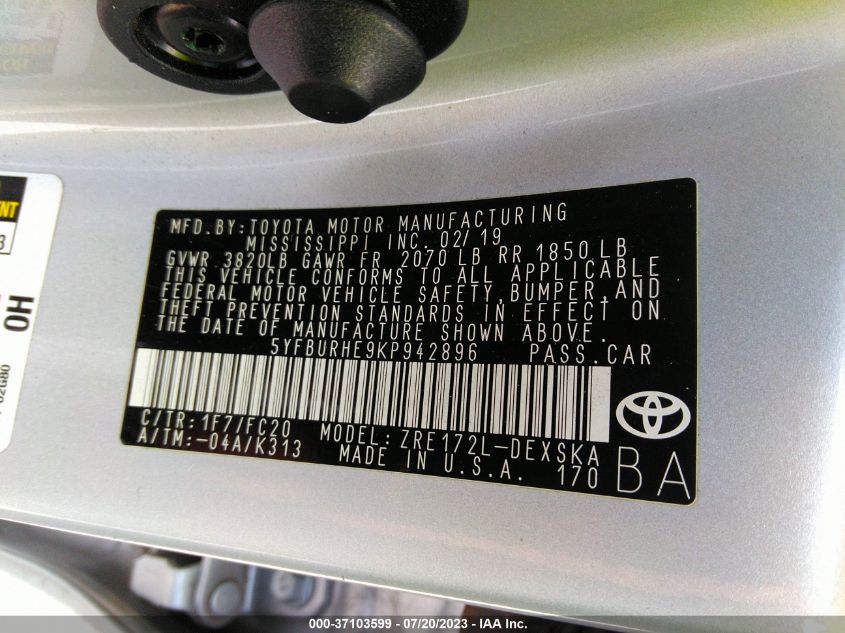 MFD.BY:TOYOTA MOTOR MANUFACTURING
MISSISSIPPI INC. 02/19
GVWR 3820LB GAWR FR 2070LB RR 1850LB
THIS VEHICLE CONFORMS TO ALL APPLICABLE
FEDERAL MOTOR VEHICLE SAFETY, BUMPER, AND
THEFT PREVENTION STANDARDS IN EFFECT ON
THE DATE OF MANUFACTURE SHOWN ABOVE.
5YFBURHE9KP942896 PASS.CAR
C/TR:1F7/FC20 MODEL: ZRE172L-DEXSKA
A/TM:-04A/K313 MADE IN U.S.A. 170
BA
OH
02G80
000-37103599 - 07/20/2023 - IAA Inc.